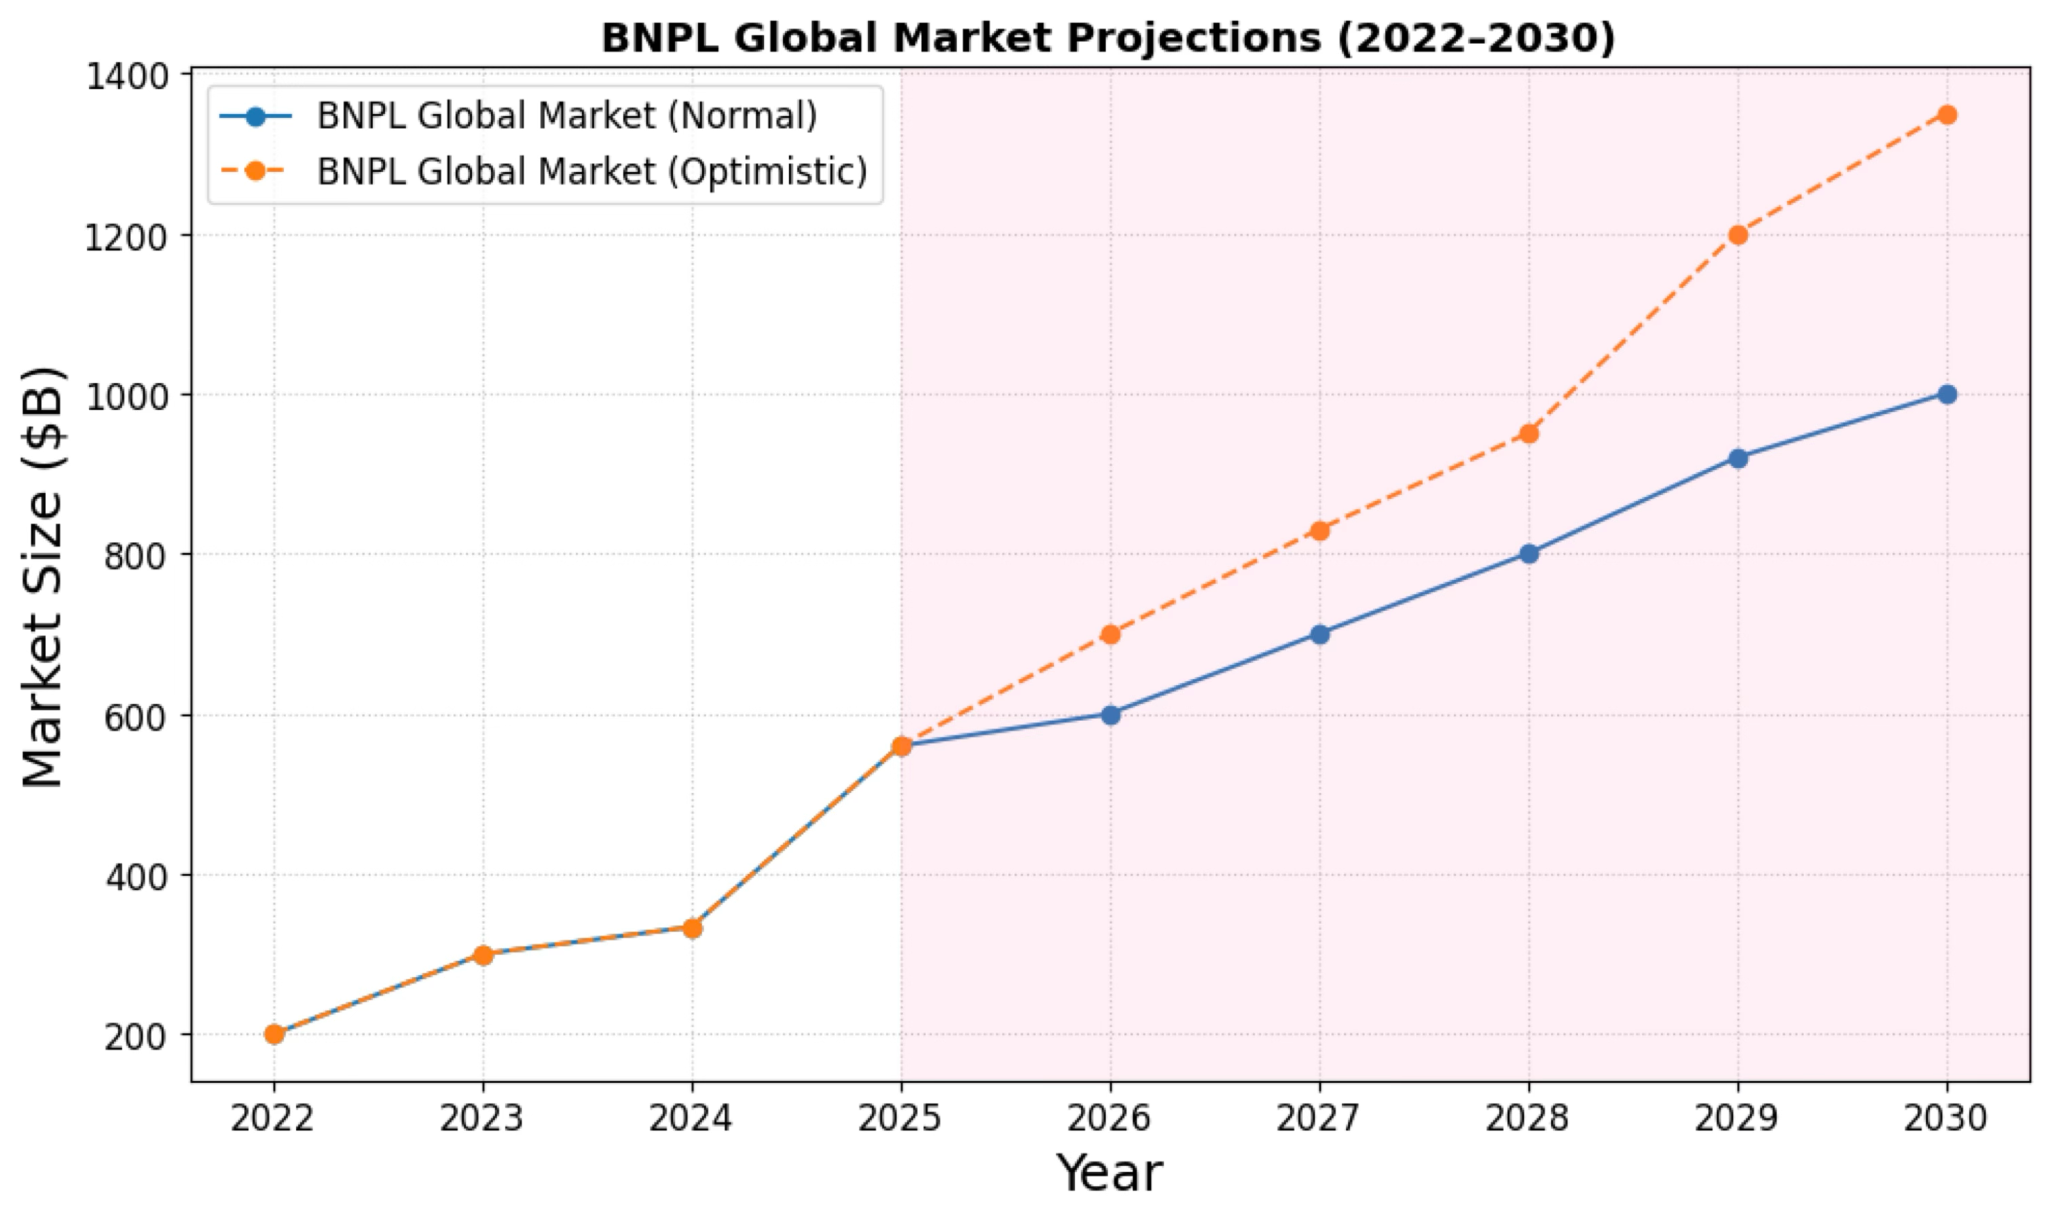 BNPL Global Market Projections (2022–2030)
1400
BNPL Global Market (Normal)
BNPL Global Market (Optimistic)
1200
1000
Market Size ($B)
800
600
400
200
2022 2023 2024 2025 2026 2027 2028 2029 2030
Year